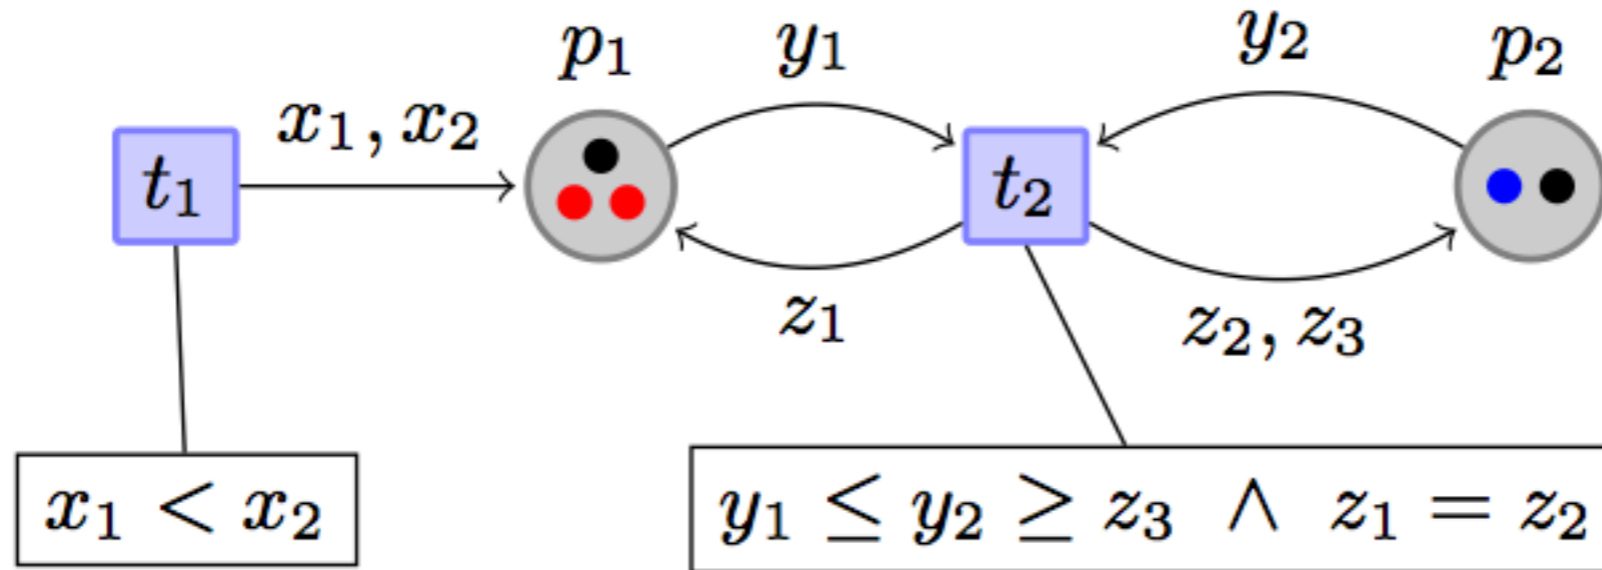 p₁ y₁ y₂ p₂
x₁, x₂
t₁ t₂
z₁ z₂, z₃
x₁ < x₂ y₁ ≤ y₂ ≥ z₃ ∧ z₁ = z₂